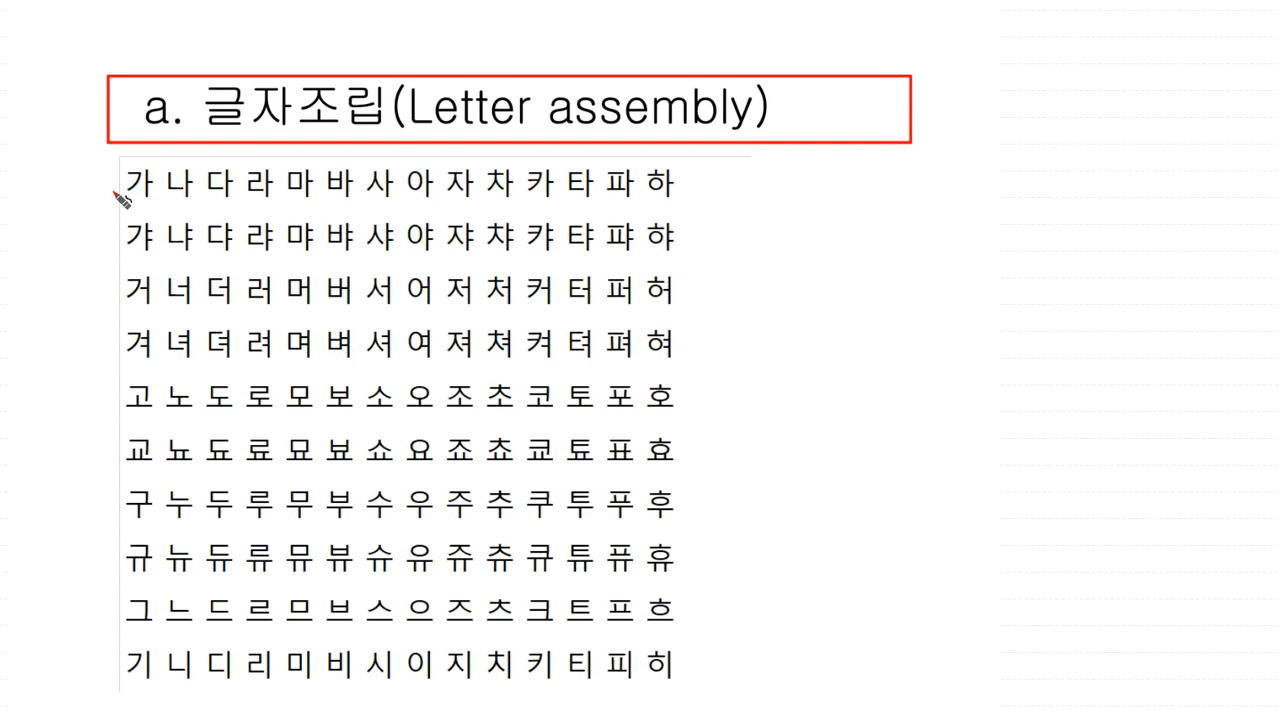 a. 글자조립(Letter assembly)
가 나 다 라 마 바 사 아 자 차 카 타 파 하
갸 냐 댜 랴 먀 뱌 샤 야 쟈 챠 캬 탸 퍄 햐
거 너 더 러 머 버 서 어 저 처 커 터 퍼 허
겨 녀 뎌 려 며 벼 셔 여 져 쳐 켜 텨 펴 혀
고 노 도 로 모 보 소 오 조 초 코 토 포 호
교 뇨 됴 료 묘 뵤 쇼 요 죠 쵸 쿄 툐 표 효
구 누 두 루 무 부 수 우 주 추 쿠 투 푸 후
규 뉴 듀 류 뮤 뷰 슈 유 쥬 츄 큐 튜 퓨 휴
그 느 드 르 므 브 스 으 즈 츠 크 트 프 흐
기 니 디 리 미 비 시 이 지 치 키 티 피 히